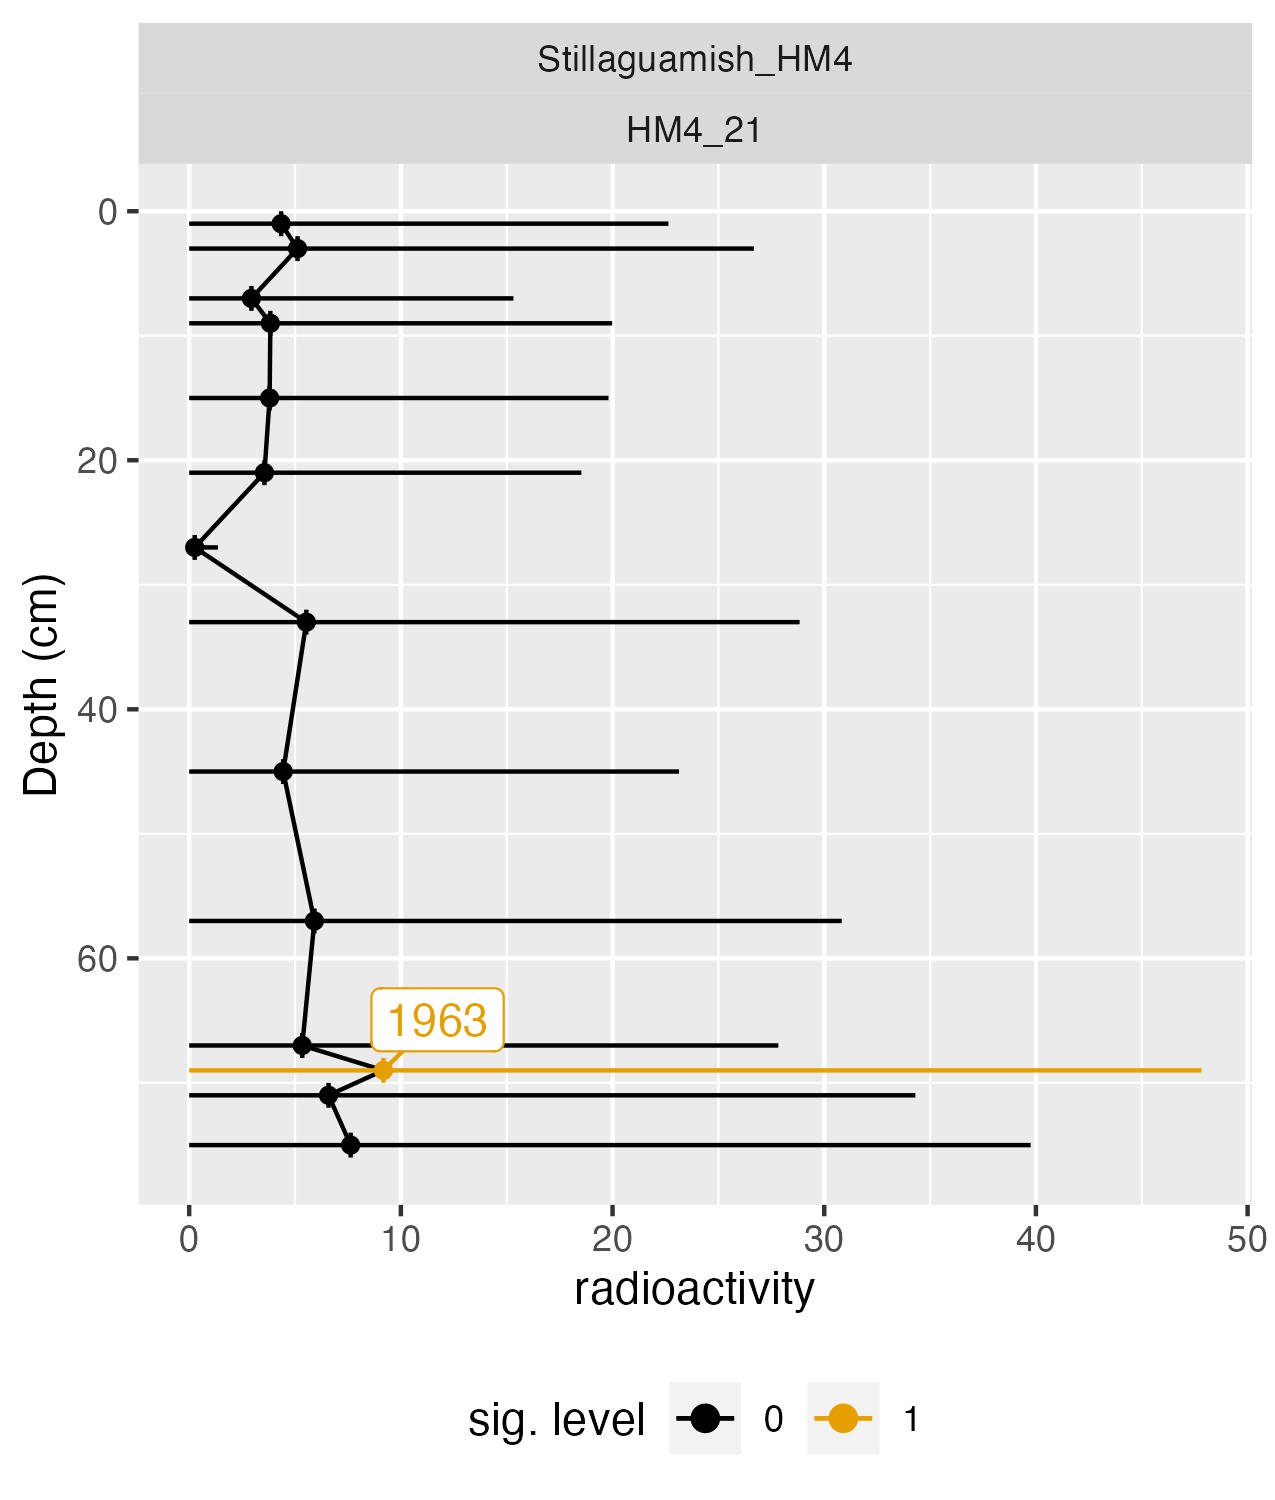 Stillaguamish_HM4
HM4_21
0
20
40
60
Depth (cm)
1963
0 10 20 30 40 50
radioactivity
sig. level 0 1